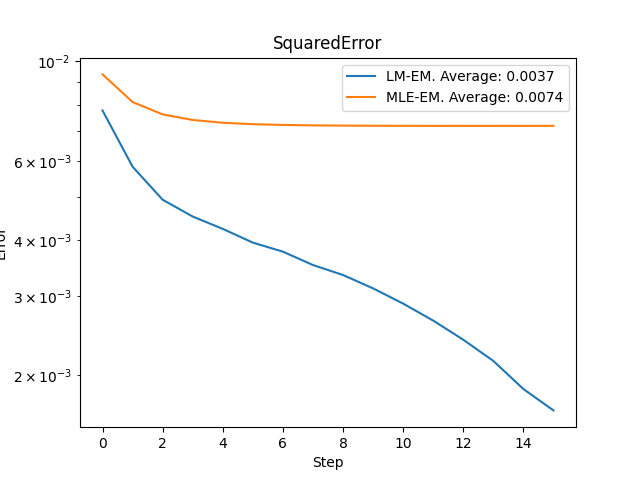 SquaredError
LM-EM. Average: 0.0037
MLE-EM. Average: 0.0074
10⁻²
6 × 10⁻³
4 × 10⁻³
3 × 10⁻³
2 × 10⁻³
Error
0 2 4 6 8 10 12 14
Step